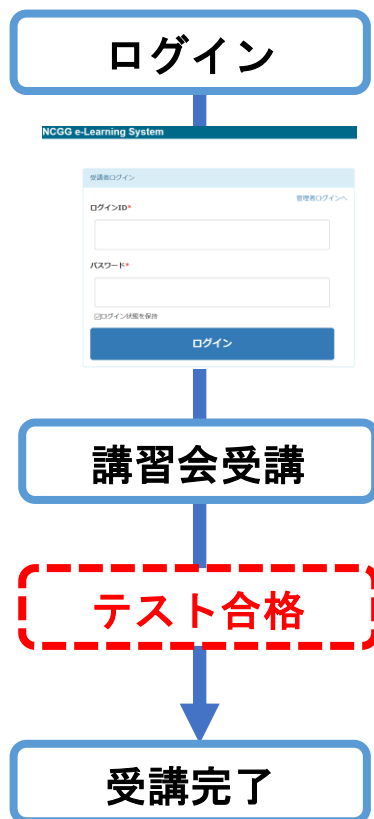 ログイン
NCGG e-Learning System
受講者ログイン
管理者ログインへ
ログインID*
パスワード*
☑ログイン状態を保持
ログイン
講習会受講
テスト合格
受講完了